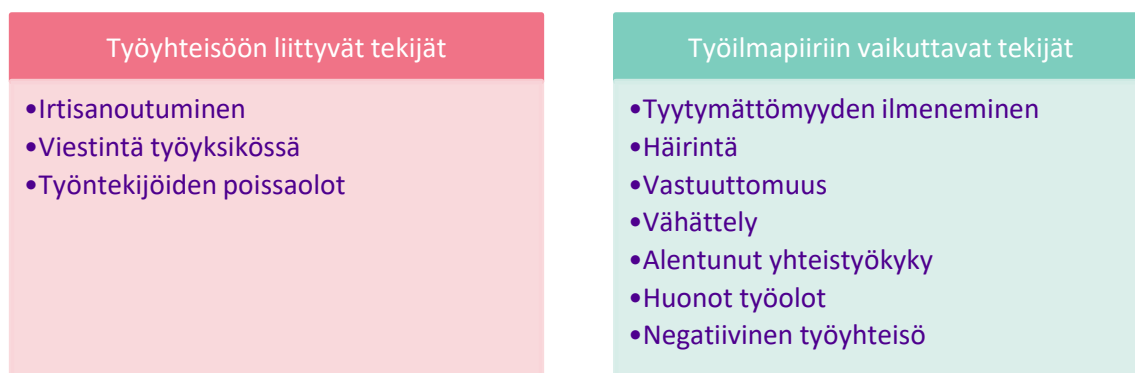 Työyhteisöön liittyvät tekijät
•Irtisanoutuminen
•Viestintä työyksikössä
•Työntekijöiden poissaolot
Työilmapiiriin vaikuttavat tekijät
•Tyytymättömyyden ilmeneminen
•Häirintä
•Vastuuttomuus
•Vähättely
•Alentunut yhteistyökyky
•Huonot työolot
•Negatiivinen työyhteisö